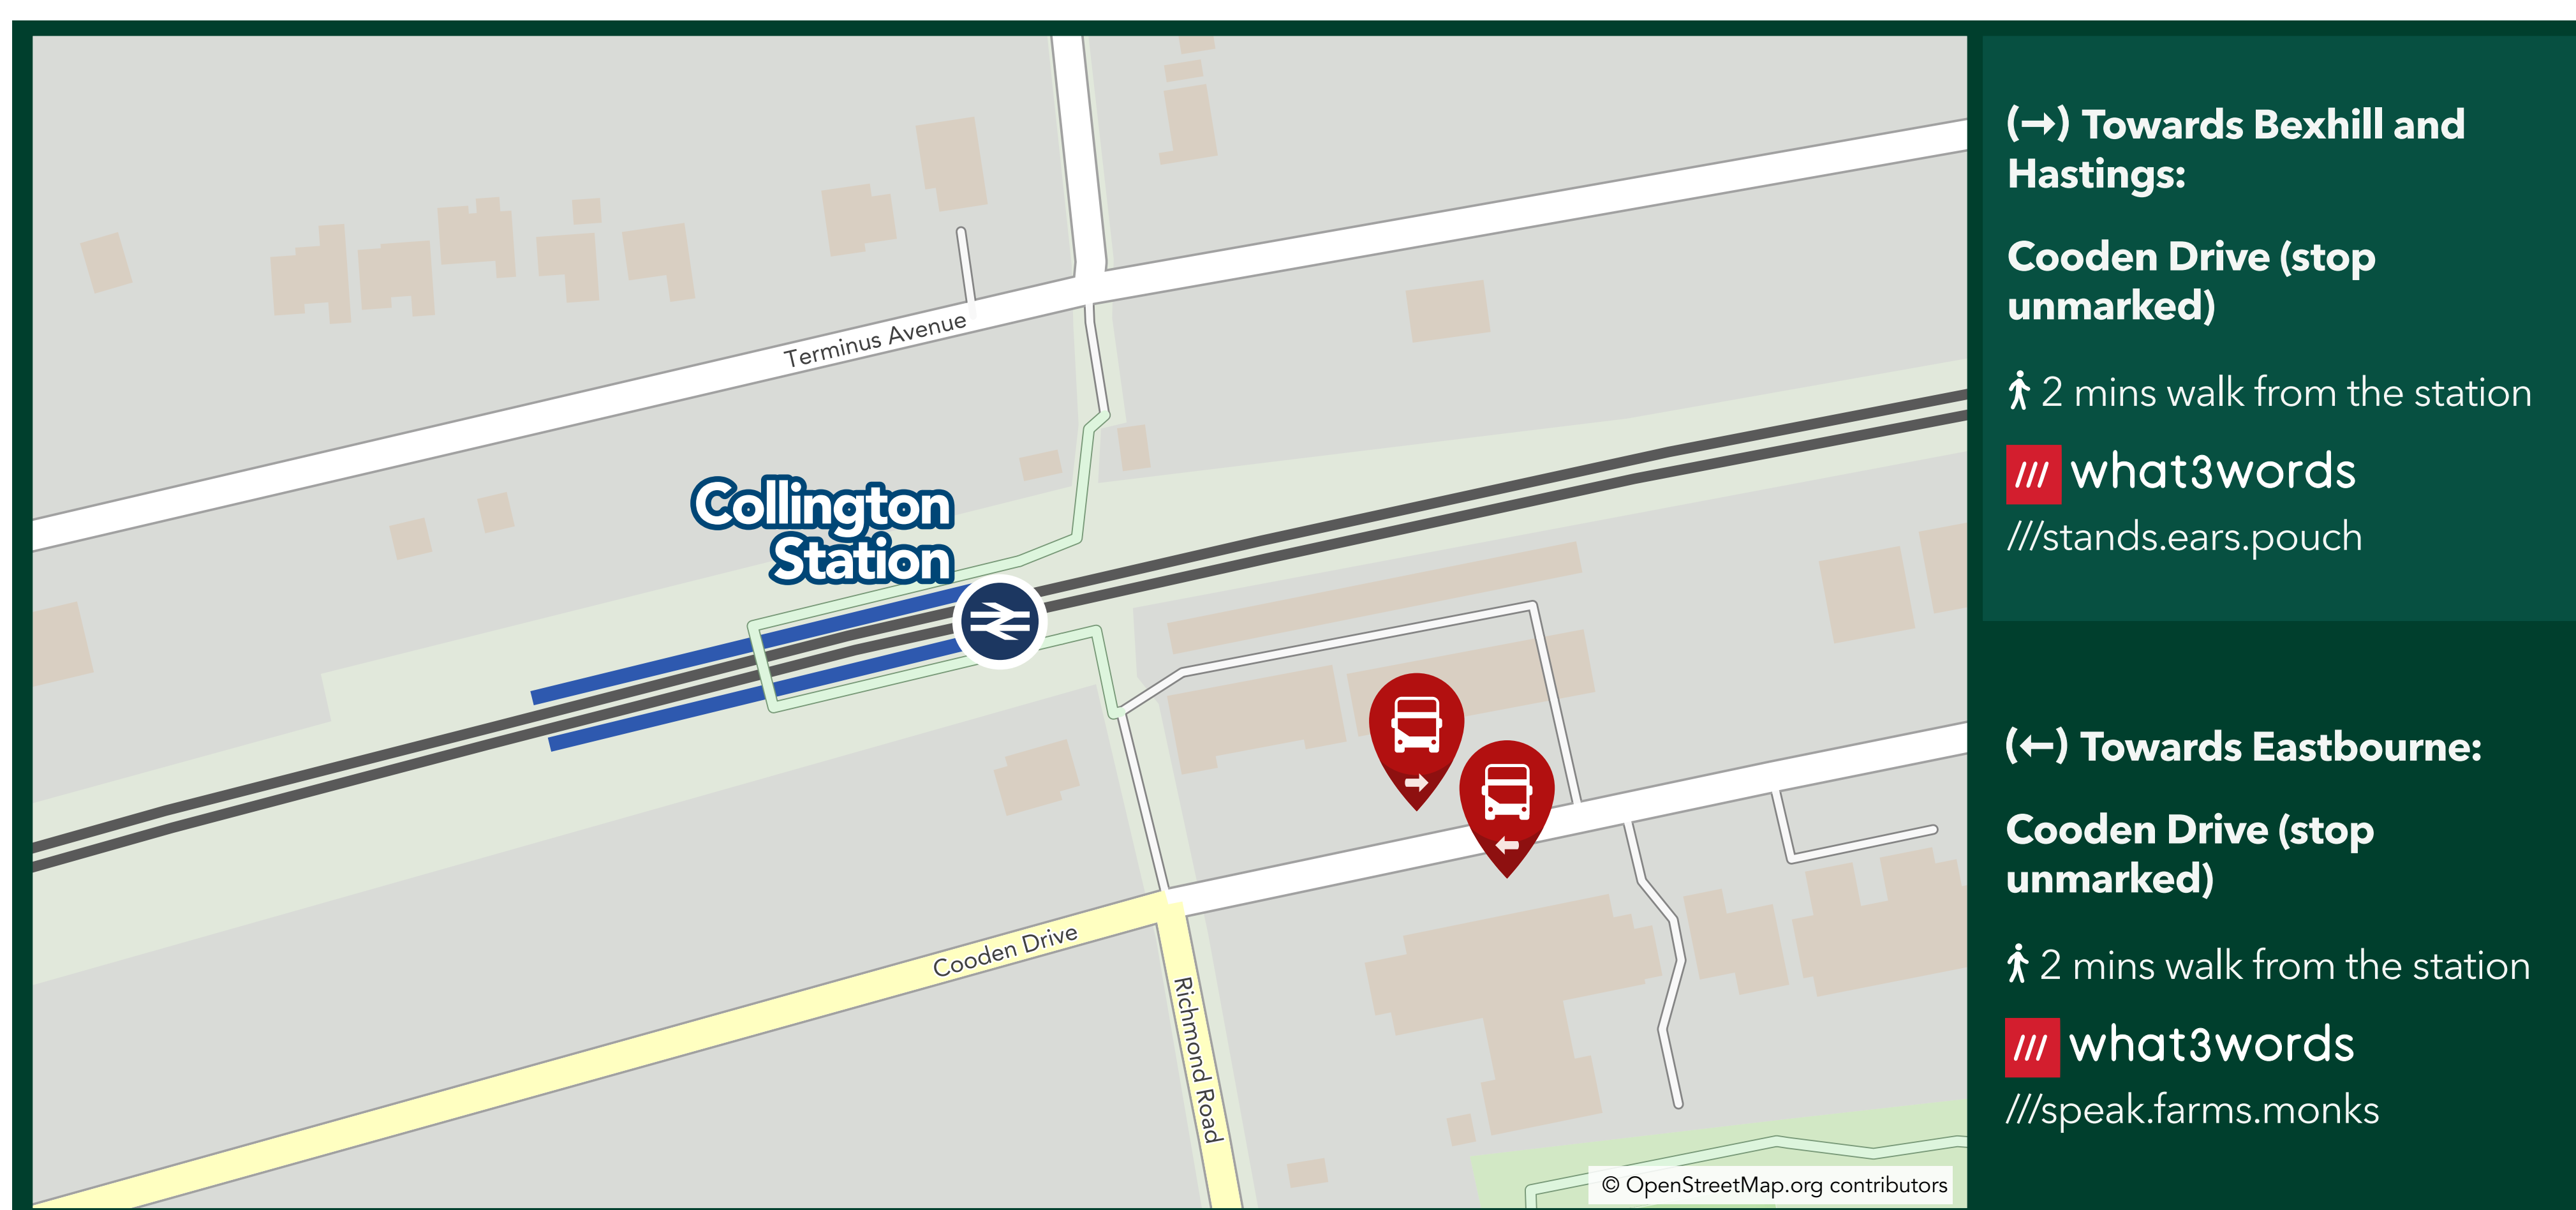 Terminus Avenue
Collington
Station
Cooden Drive
Richmond Road
© OpenStreetMap.org contributors
(→) Towards Bexhill and
Hastings:
Cooden Drive (stop
unmarked)
2 mins walk from the station
/// what3words
///stands.ears.pouch
(←) Towards Eastbourne:
Cooden Drive (stop
unmarked)
2 mins walk from the station
/// what3words
///speak.farms.monks